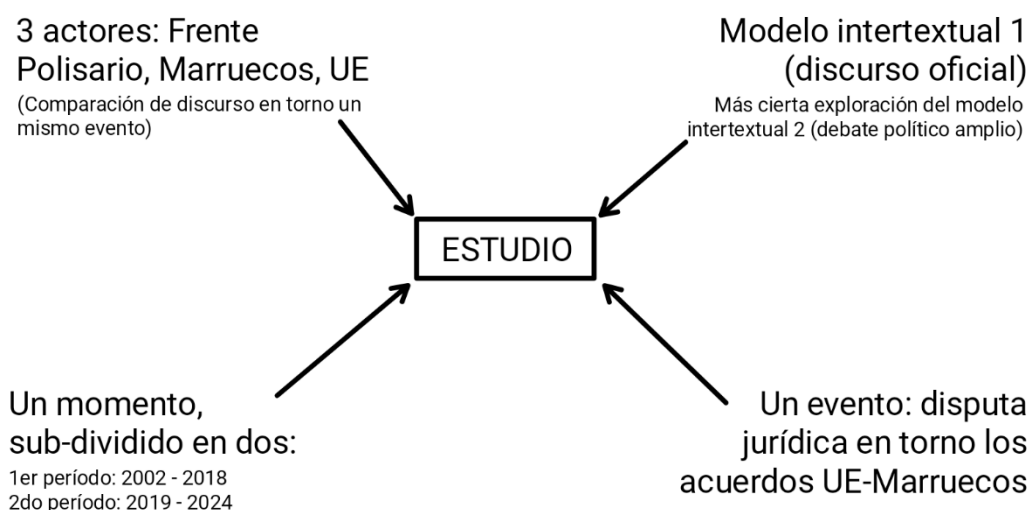 3 actores: Frente
Polisario, Marruecos, UE
(Comparación de discurso en torno un
mismo evento)
Modelo intertextual 1
(discurso oficial)
Más cierta exploración del modelo
intertextual 2 (debate político amplio)
ESTUDIO
Un momento,
sub-dividido en dos:
1er período: 2002 - 2018
2do período: 2019 - 2024
Un evento: disputa
jurídica en torno los
acuerdos UE-Marruecos